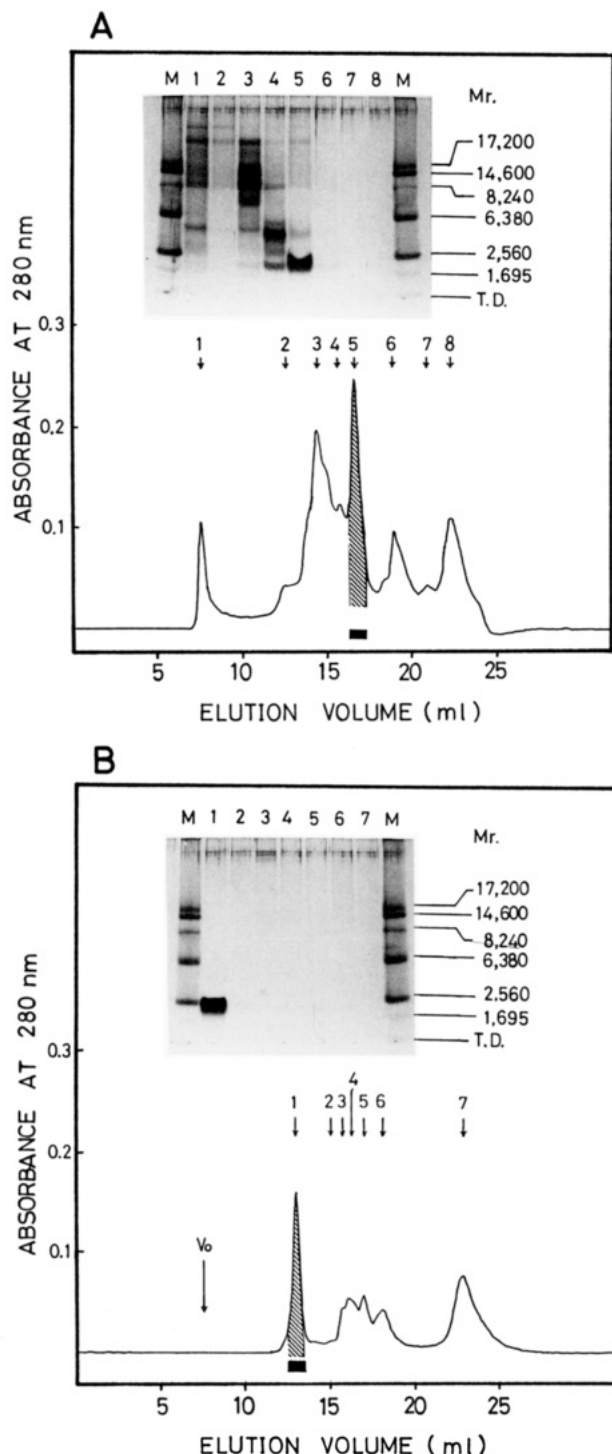 A
M 1 2 3 4 5 6 7 8 M Mr.
17,200
14,600
8,240
6,380
2,560
1,695
T.D.
ABSORBANCE AT 280 nm
0.3
0.2
0.1
1 2 3 4 5 6 7 8
5 10 15 20 25
ELUTION VOLUME (ml)
B
M 1 2 3 4 5 6 7 M Mr.
17,200
14,600
8,240
6,380
2.560
1,695
T.D.
ABSORBANCE AT 280 nm
0.3
0.2
0.1
4
1 2 3 5 6 7
Vo
5 10 15 20 25
ELUTION VOLUME (ml)